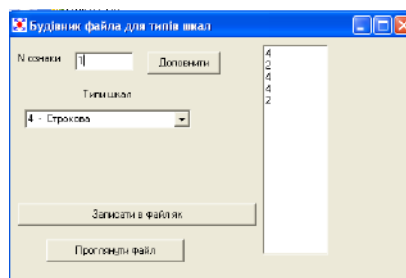 Будівник файла для типів шкал
N ознаки 1 Доповнити
Типи шкал
4 - Строкова
4
2
4
4
2
Записати в файл як
Проглянути файл